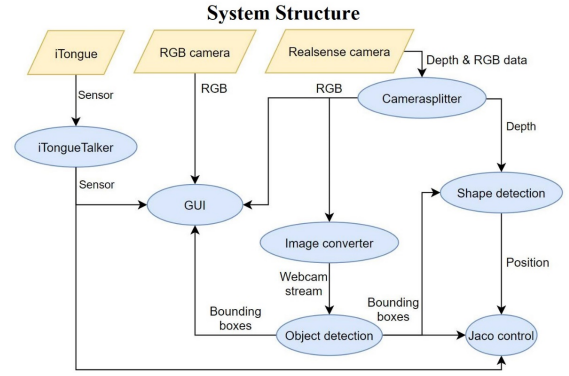 System Structure
iTongue
RGB camera
Realsense camera
Depth & RGB data
Sensor
RGB
RGB
Camerasplitter
iTongueTalker
Depth
Sensor
GUI
Shape detection
Image converter
Webcam
stream
Position
Bounding
boxes
Bounding
boxes
Object detection
Jaco control